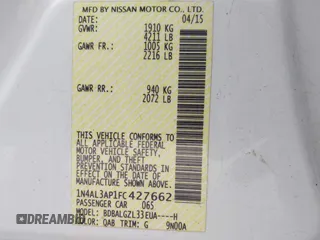 MFD BY NISSAN MOTOR CO., LTD.
DATE: 04/15
GVWR: 1910 KG
4211 LB
GAWR FR: 1005 KG
2216 LB
GAWR RR: 940 KG
2072 LB
THIS VEHICLE CONFORMS TO
ALL APPLICABLE FEDERAL
MOTOR VEHICLE SAFETY,
BUMPER, AND THEFT
PREVENTION STANDARDS IN
EFFECT ON THE DATE OF
MANUFACTURE SHOWN ABOVE.
1N4AL3AP1FC427662
PASSENGER CAR 065
MODEL: BDBALGZL33EUA----H
COLOR: QAB TRIM: G 9N00A
DREAMBID